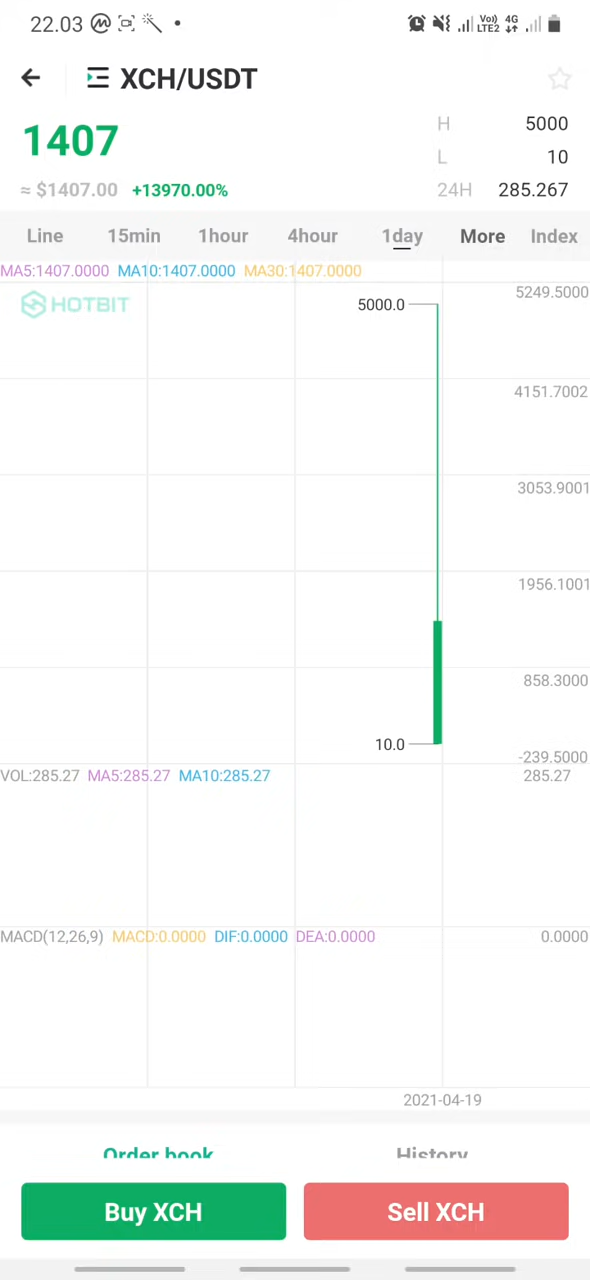 22.03 Vo) LTE2 4G
XCH/USDT
1407
H 5000
L 10
≈ $1407.00 +13970.00%
24H 285.267
Line 15min 1hour 4hour 1day More Index
MA5:1407.0000 MA10:1407.0000 MA30:1407.0000
5249.5000
HOTBIT
5000.0
4151.7002
3053.9001
1956.1001
858.3000
10.0
-239.5000
VOL:285.27 MA5:285.27 MA10:285.27 285.27
MACD(12,26,9) MACD:0.0000 DIF:0.0000 DEA:0.0000 0.0000
2021-04-19
Order book History
Buy XCH Sell XCH